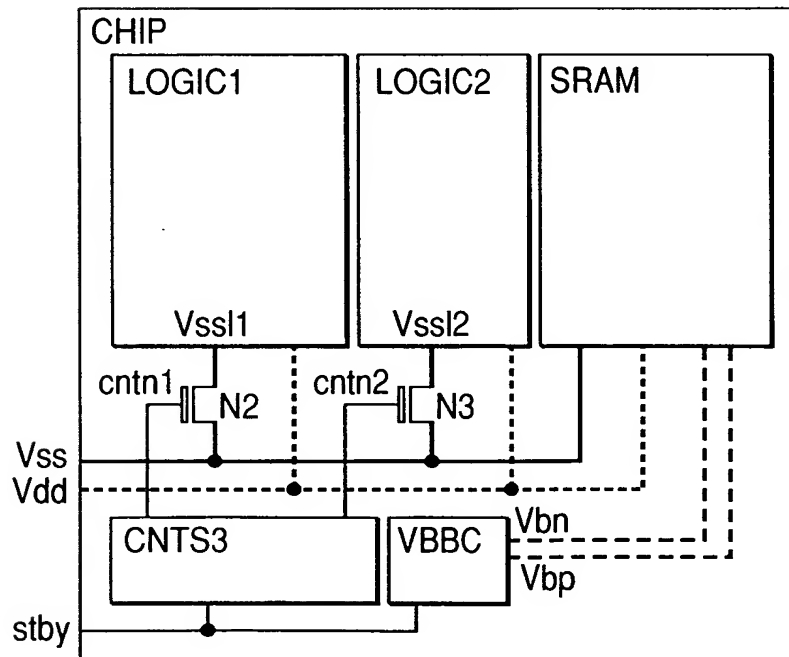 CHIP
LOGIC1 LOGIC2 SRAM
Vssl1 Vssl2
cntn1 N2 cntn2 N3
Vss
Vdd
CNTS3 VBBC Vbn
Vbp
stby